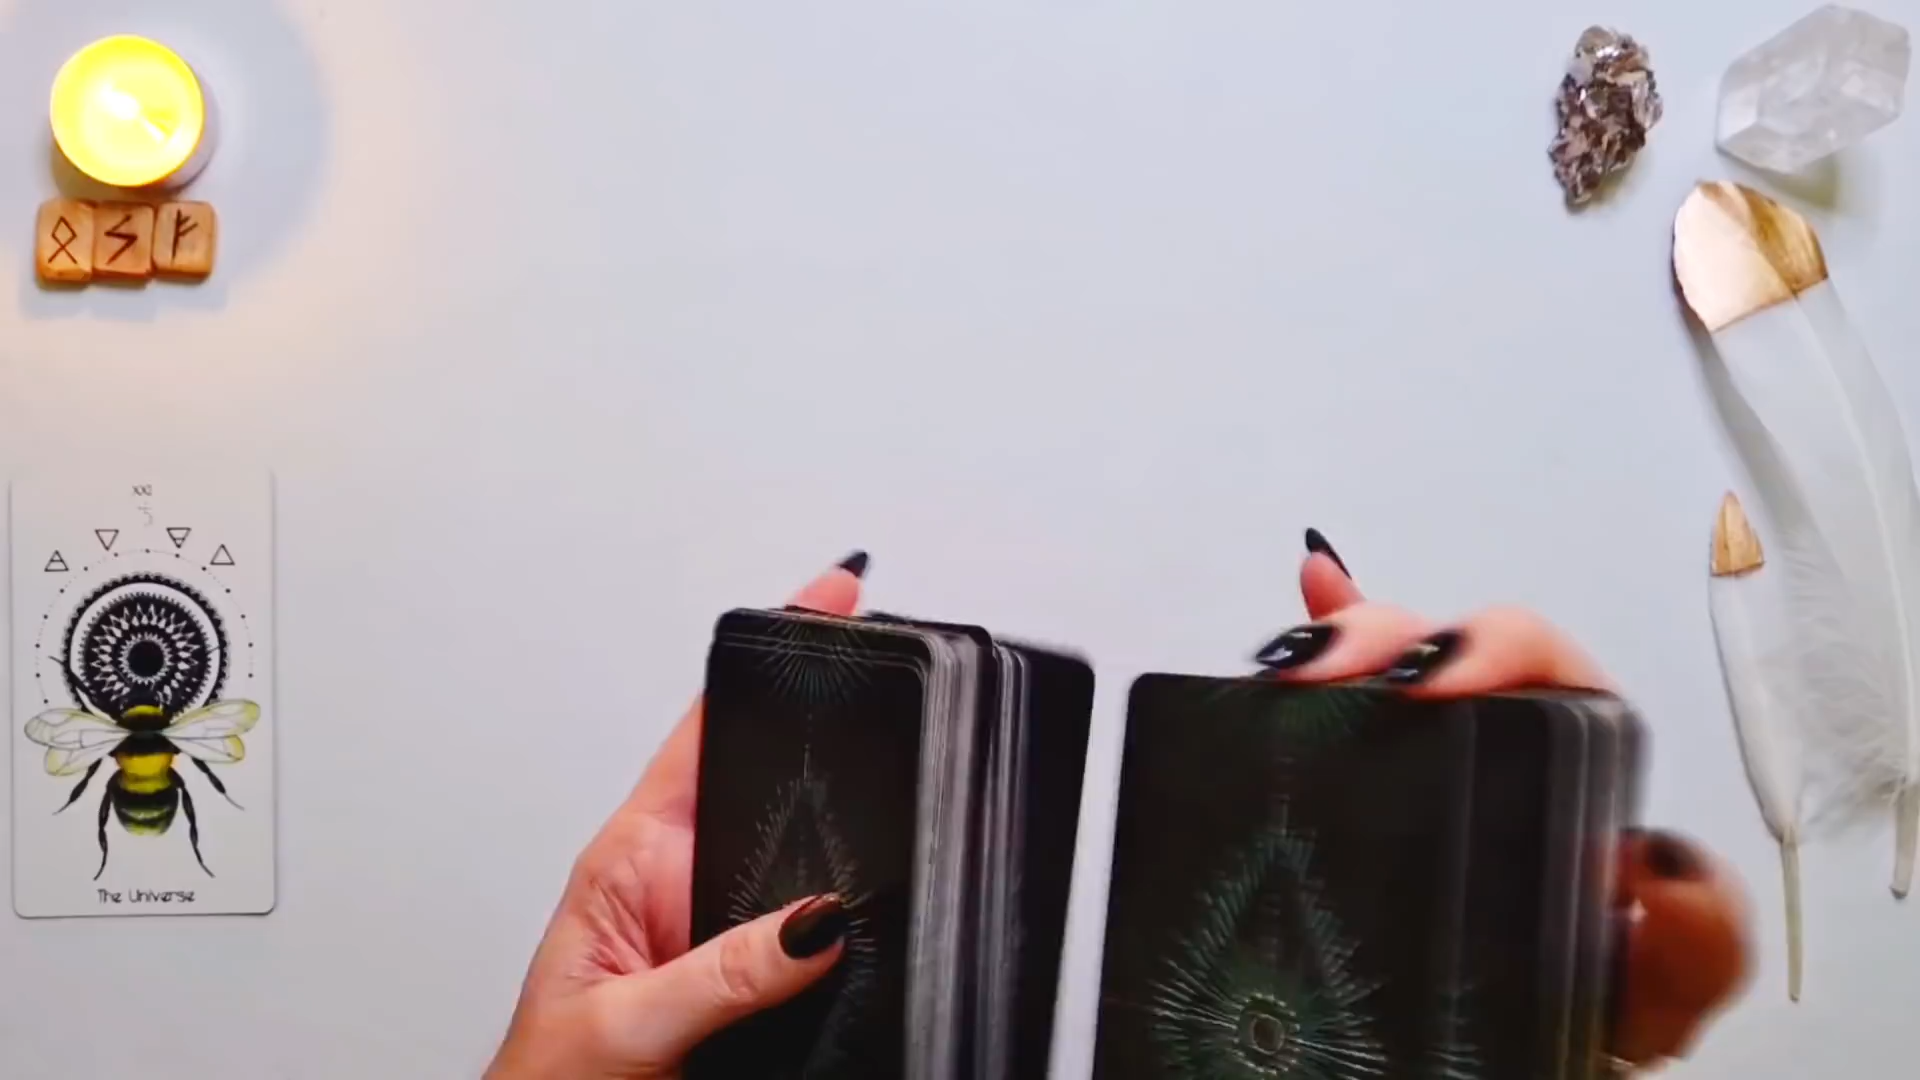 ᛟ ᛋ ᚠ
XXI
The Universe